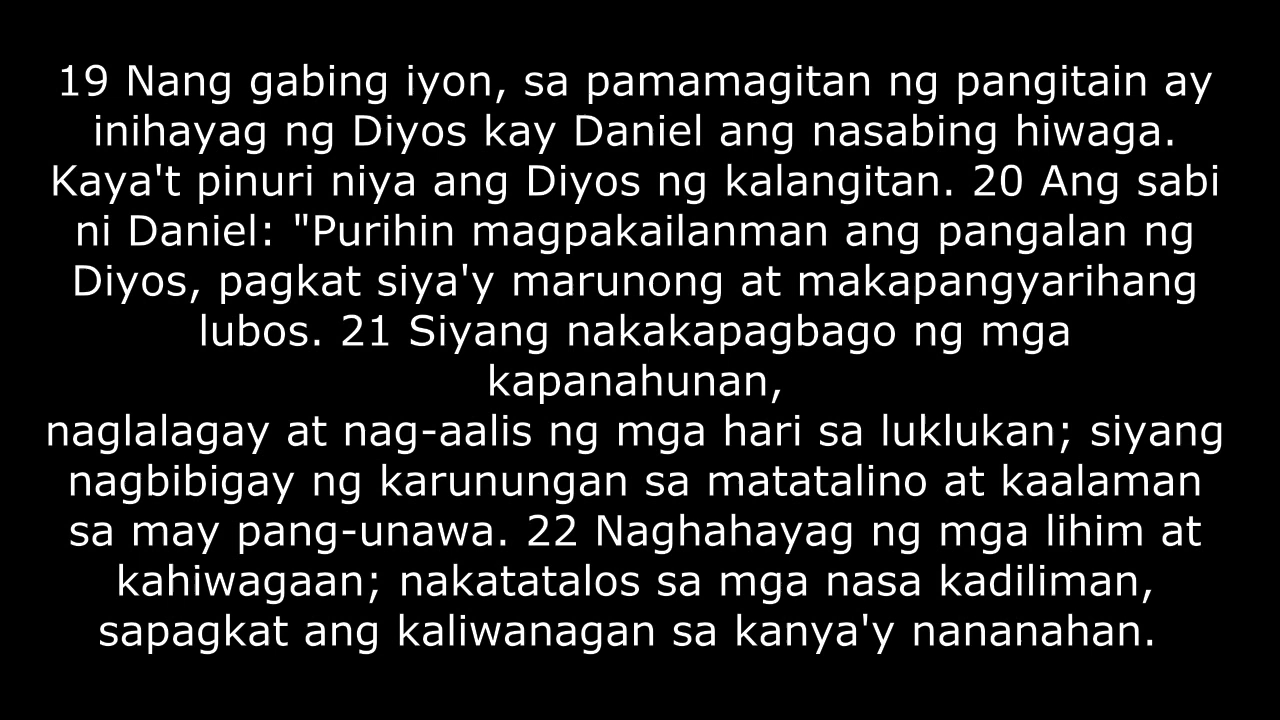 19 Nang gabing iyon, sa pamamagitan ng pangitain ay
inihayag ng Diyos kay Daniel ang nasabing hiwaga.
Kaya't pinuri niya ang Diyos ng kalangitan. 20 Ang sabi
ni Daniel: "Purihin magpakailanman ang pangalan ng
Diyos, pagkat siya'y marunong at makapangyarihang
lubos. 21 Siyang nakakapagbago ng mga
kapanahunan,
naglalagay at nag-aalis ng mga hari sa luklukan; siyang
nagbibigay ng karunungan sa matatalino at kaalaman
sa may pang-unawa. 22 Naghahayag ng mga lihim at
kahiwagaan; nakatatalos sa mga nasa kadiliman,
sapagkat ang kaliwanagan sa kanya'y nananahan.